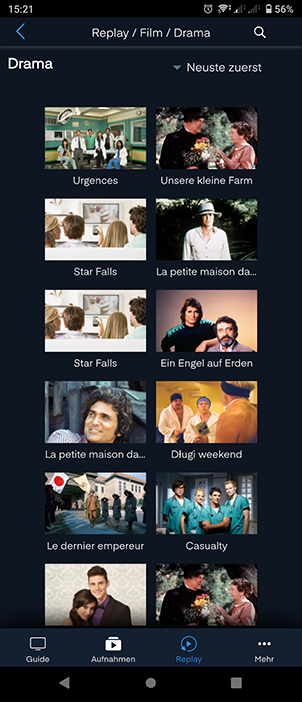 15:21
56%
Replay / Film / Drama
Drama
Neuste zuerst
Urgences
Unsere kleine Farm
Star Falls
La petite maison da...
Star Falls
Ein Engel auf Erden
La petite maison da...
Długi weekend
Le dernier empereur
Casualty
Guide
Aufnahmen
Replay
Mehr